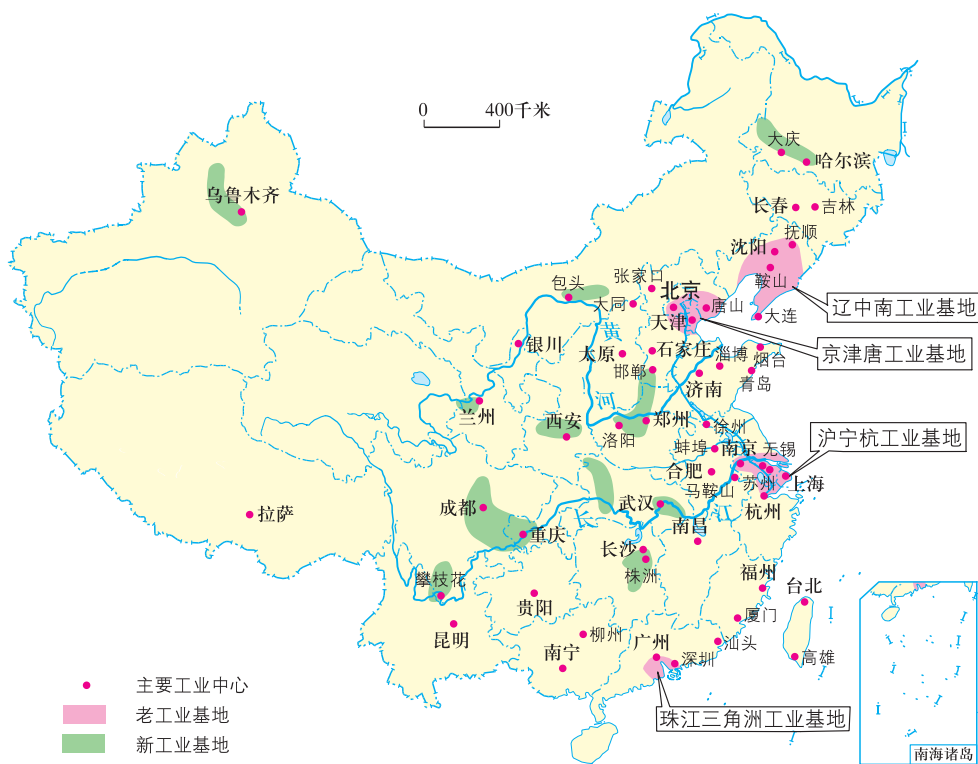 0 400千米
大庆
哈尔滨
乌鲁木齐
长春
吉林
抚顺
沈阳
鞍山
包头
张家口
北京
大同
唐山
大连
辽中南工业基地
天津
黄
银川
太原
石家庄
淄博
烟台
京津唐工业基地
邯郸
济南
青岛
河
兰州
西安
洛阳
郑州
徐州
沪宁杭工业基地
蚌埠
南京
无锡
合肥
马鞍山
苏州
上海
杭州
成都
武汉
长
江
拉萨
重庆
南昌
长沙
株洲
攀枝花
福州
台北
贵阳
昆明
柳州
厦门
南宁
广州
深圳
汕头
高雄
主要工业中心
老工业基地
新工业基地
珠江三角洲工业基地
南海诸岛